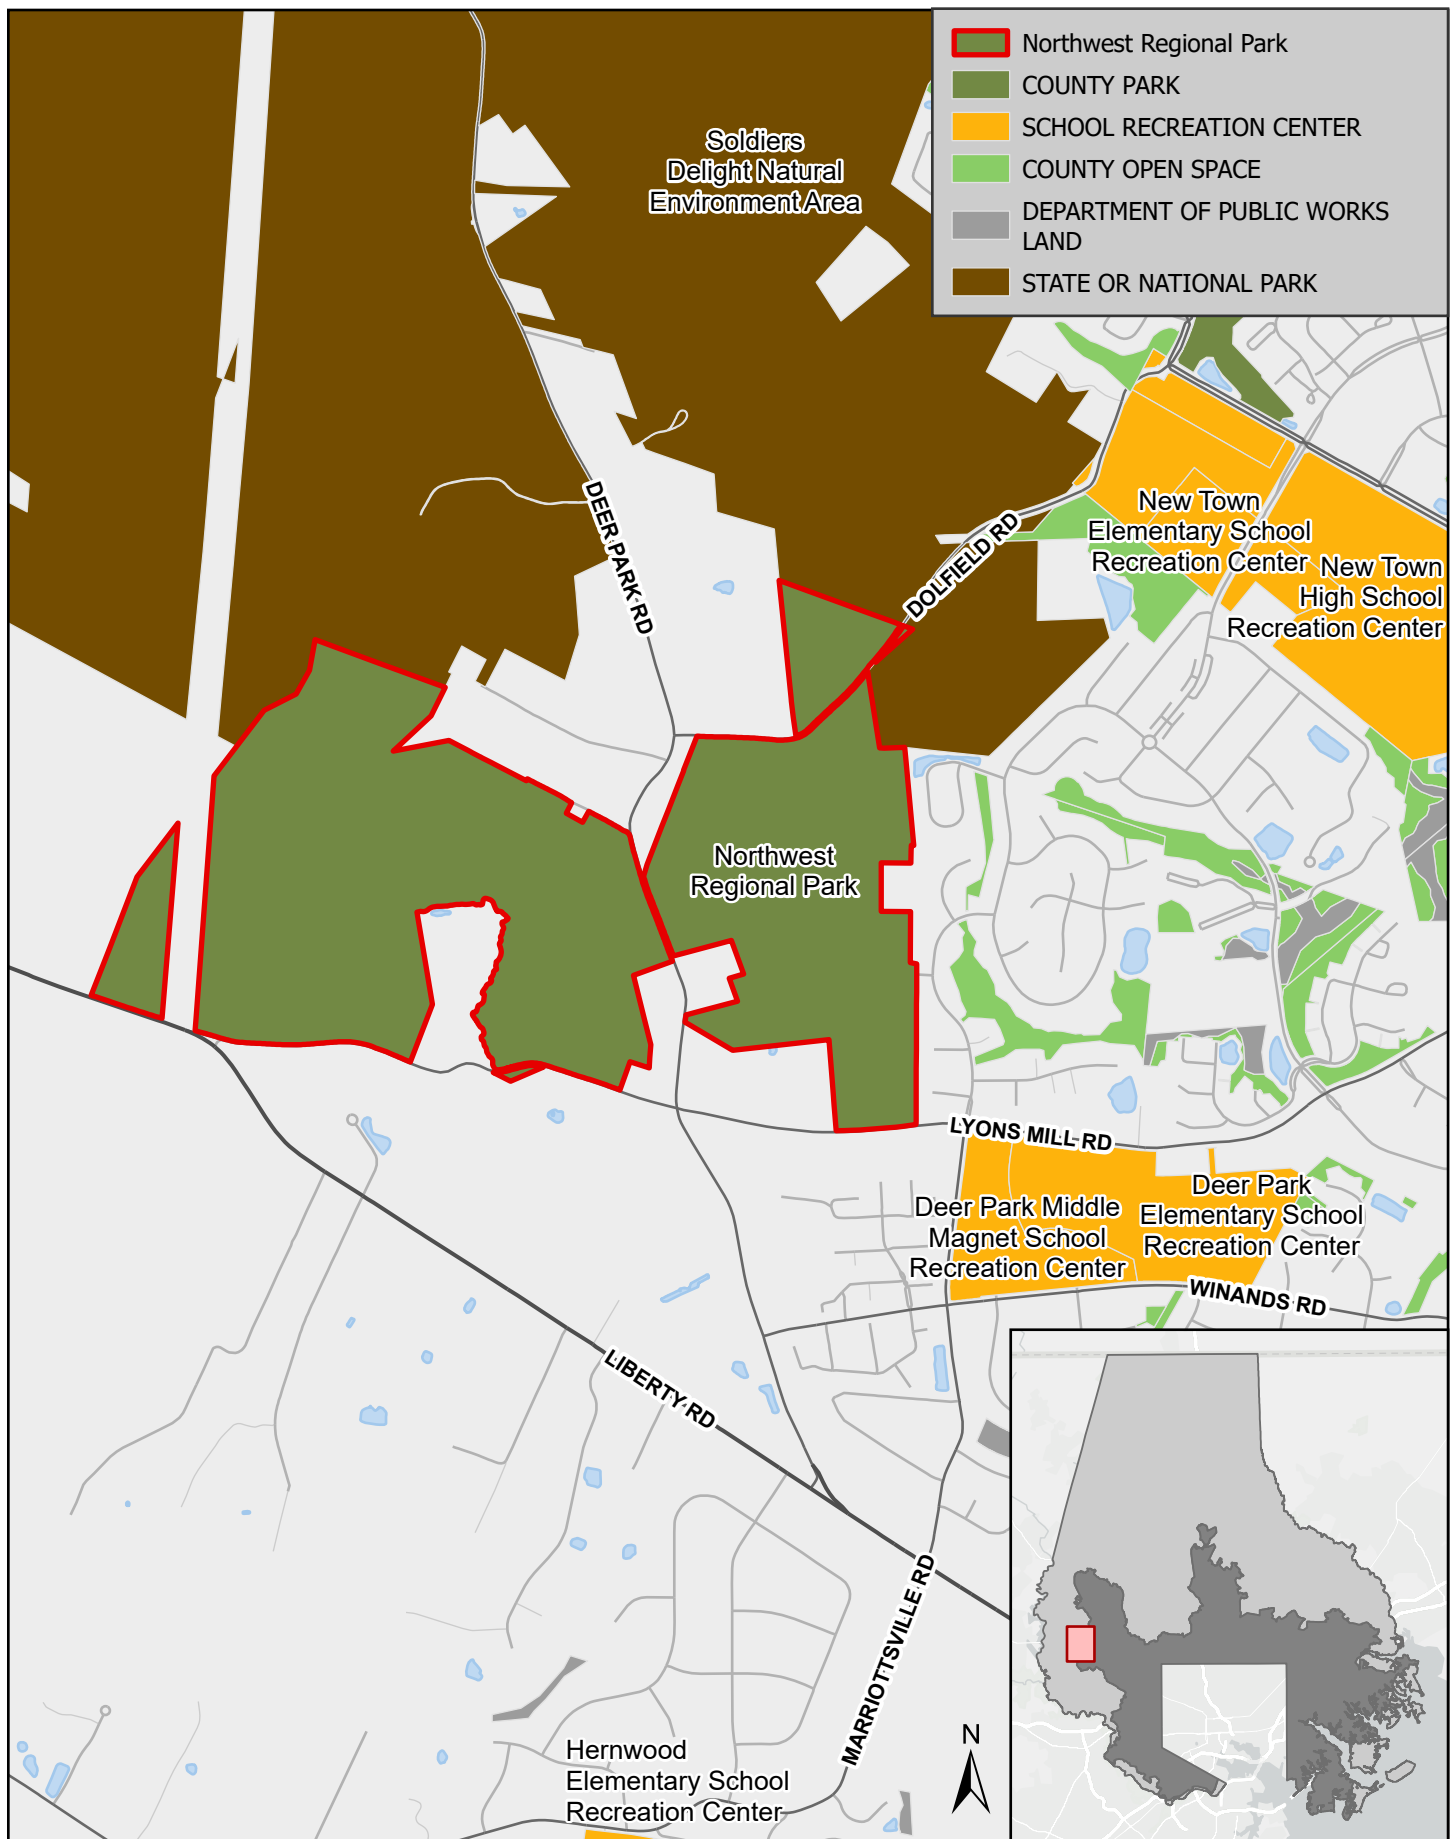 Northwest Regional Park
COUNTY PARK
SCHOOL RECREATION CENTER
COUNTY OPEN SPACE
DEPARTMENT OF PUBLIC WORKS
LAND
STATE OR NATIONAL PARK
Soldiers
Delight Natural
Environment Area
DEER PARK RD
DOLFIELD RD
New Town
Elementary School
Recreation Center
New Town
High School
Recreation Center
Northwest
Regional Park
LYONS MILL RD
Deer Park Middle
Magnet School
Recreation Center
Deer Park
Elementary School
Recreation Center
WINANDS RD
LIBERTY RD
MARRIOTTSVILLE RD
N
Hernwood
Elementary School
Recreation Center